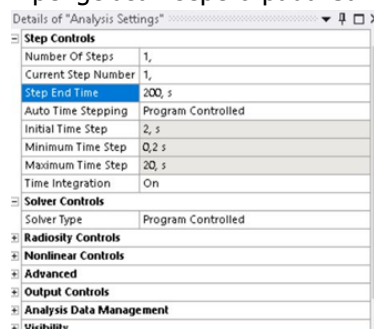 Details of "Analysis Settings"
Step Controls
Number Of Steps 1,
Current Step Number 1,
Step End Time 200, s
Auto Time Stepping Program Controlled
Initial Time Step 2, s
Minimum Time Step 0,2 s
Maximum Time Step 20, s
Time Integration On
Solver Controls
Solver Type Program Controlled
Radiosity Controls
Nonlinear Controls
Advanced
Output Controls
Analysis Data Management
Visibility